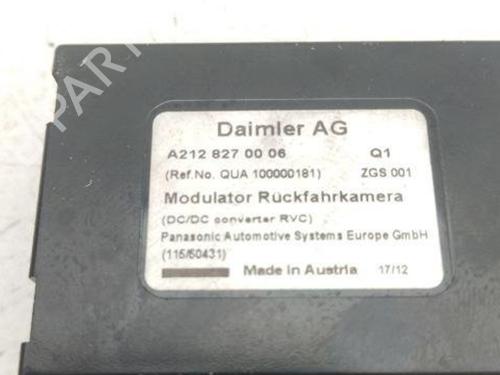 Daimler AG
A212 827 00 06 Q1
(Ref.No. QUA 100000181) ZGS 001
Modulator Rückfahrkamera
(DC/DC converter RVC)
Panasonic Automotive Systems Europe GmbH
(115/50431)
Made in Austria 17/12